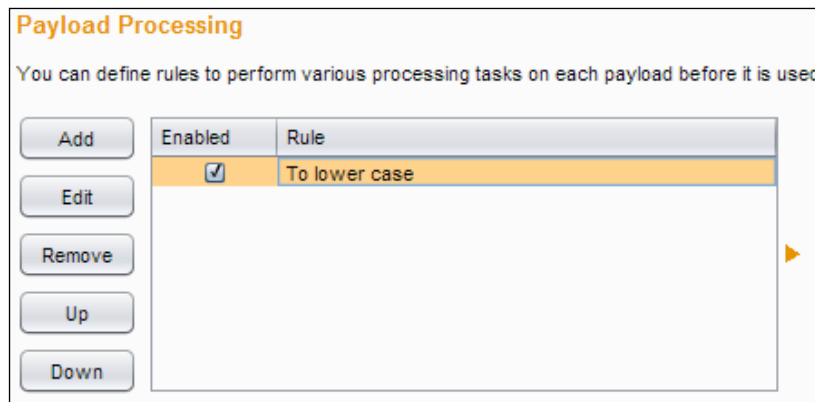 Payload Processing
You can define rules to perform various processing tasks on each payload before it is used
Add
Enabled Rule
To lower case
Edit
Remove
Up
Down